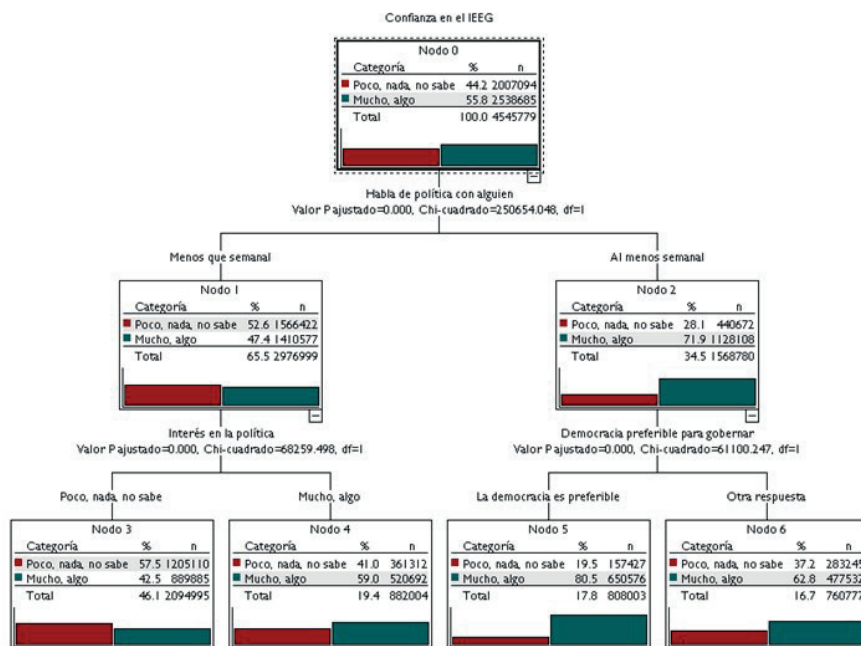 Confianza en el IEEG
Nodo 0
Categoría % n
Poco, nada, no sabe 44.2 2007094
Mucho, algo 55.8 2538685
Total 100.0 4545779
Habla de política con alguien
Valor P ajustado=0.000, Chi-cuadrado=250654.048, df=1
Menos que semanal
Al menos semanal
Nodo 1
Categoría % n
Poco, nada, no sabe 52.6 1566422
Mucho, algo 47.4 1410577
Total 65.5 2976999
Nodo 2
Categoría % n
Poco, nada, no sabe 28.1 440672
Mucho, algo 71.9 1128108
Total 34.5 1568780
Interés en la política
Valor P ajustado=0.000, Chi-cuadrado=68259.498, df=1
Democracia preferible para gobernar
Valor P ajustado=0.000, Chi-cuadrado=61100.247, df=1
Poco, nada, no sabe
Mucho, algo
La democracia es preferible
Otra respuesta
Nodo 3
Categoría % n
Poco, nada, no sabe 57.5 1205110
Mucho, algo 42.5 889885
Total 46.1 2094995
Nodo 4
Categoría % n
Poco, nada, no sabe 41.0 361312
Mucho, algo 59.0 520692
Total 19.4 882004
Nodo 5
Categoría % n
Poco, nada, no sabe 19.5 157427
Mucho, algo 80.5 650576
Total 17.8 808003
Nodo 6
Categoría % n
Poco, nada, no sabe 37.2 283245
Mucho, algo 62.8 477532
Total 16.7 760777